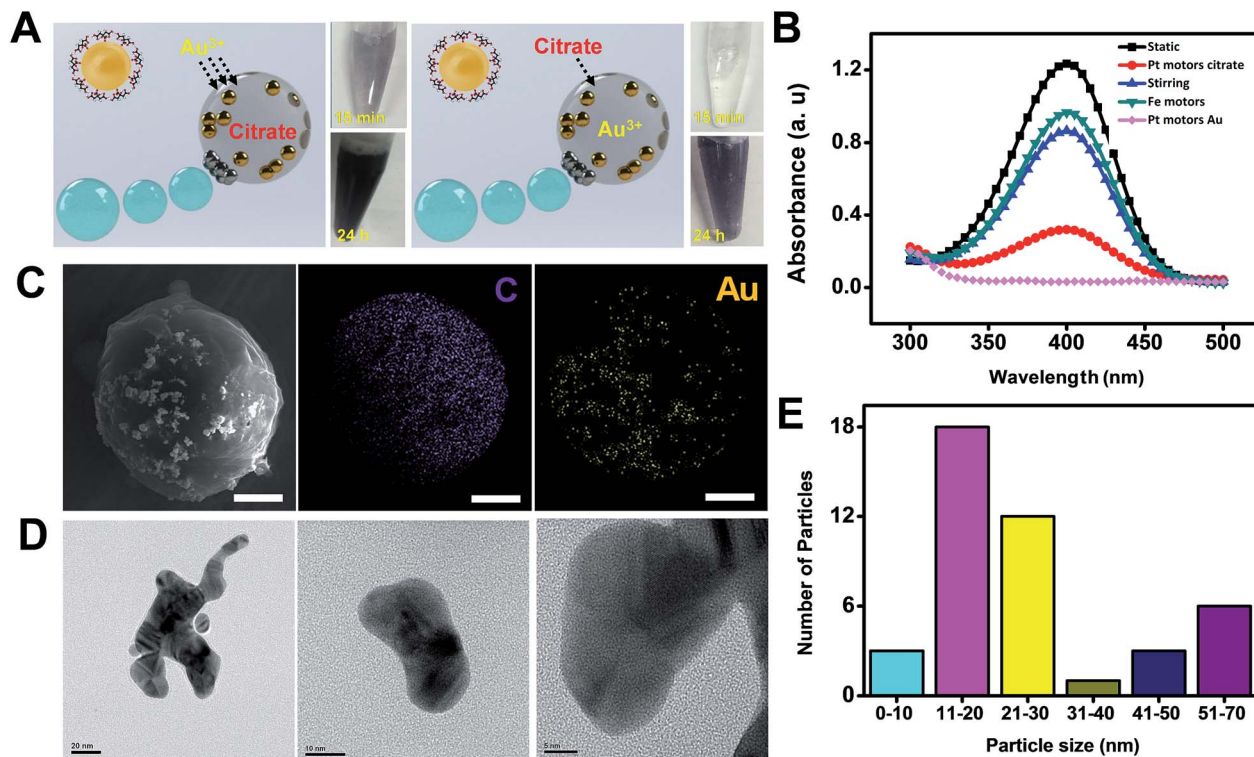 A
Au³⁺
Citrate
15 min
24 h
Citrate
Au³⁺
15 min
24 h
B
Absorbance (a. u)
1.2
0.8
0.4
0.0
300
350
400
450
500
Wavelength (nm)
Static
Pt motors citrate
Stirring
Fe motors
Pt motors Au
C
C
Au
D
20 nm
10 nm
5 nm
E
Number of Particles
18
12
6
0
0-10
11-20
21-30
31-40
41-50
51-70
Particle size (nm)